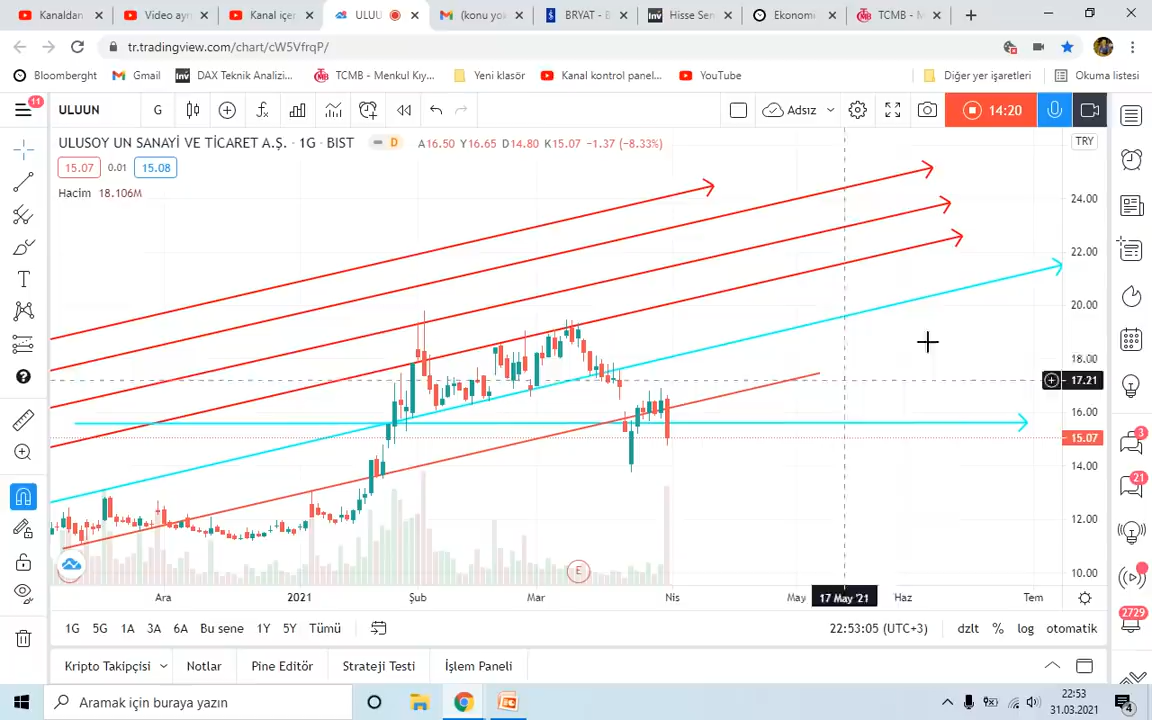 Kanaldan
Video ayr
Kanal içer
ULUU
(konu yok
BRYAT - B
Hisse Sen
Ekonomi
TCMB - M
tr.tradingview.com/chart/cW5VfrqP/
Bloomberght
Gmail
DAX Teknik Analizi...
TCMB - Menkul Kıy...
Yeni klasör
Kanal kontrol panel...
YouTube
Diğer yer işaretleri
Okuma listesi
11
ULUUN
G
Adsız
14:20
ULUSOY UN SANAYİ VE TİCARET A.Ş. · 1G · BIST
D
A16.50 Y16.65 D14.80 K15.07 −1.37 (−8.33%)
TRY
15.07
0.01
15.08
Hacim 18.106M
24.00
22.00
20.00
18.00
17.21
16.00
15.07
14.00
12.00
10.00
3
21
2729
E
Ara
2021
Şub
Mar
Nis
May
17 May '21
Haz
Tem
1G
5G
1A
3A
6A
Bu sene
1Y
5Y
Tümü
22:53:05 (UTC+3)
dzlt
%
log
otomatik
Kripto Takipçisi
Notlar
Pine Editör
Strateji Testi
İşlem Paneli
Aramak için buraya yazın
22:53
31.03.2021
4